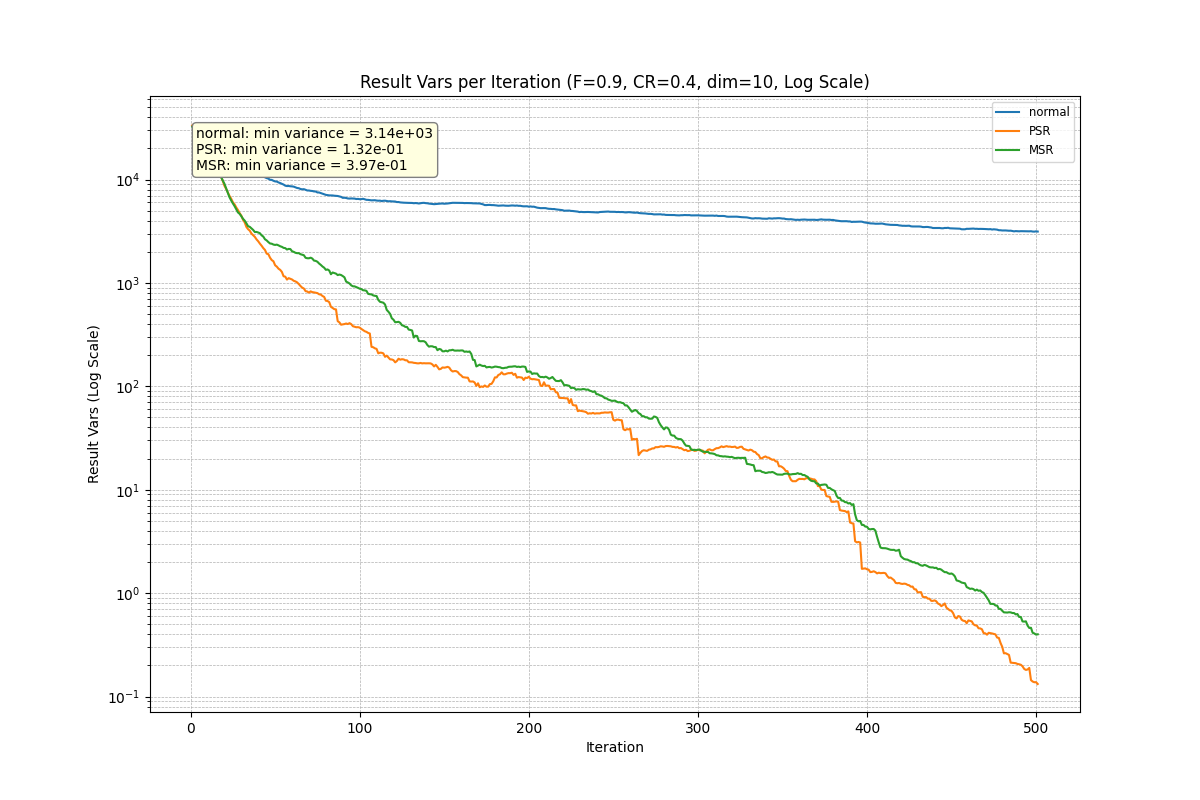 Result Vars per Iteration (F=0.9, CR=0.4, dim=10, Log Scale)
normal: min variance = 3.14e+03
PSR: min variance = 1.32e-01
MSR: min variance = 3.97e-01
normal
PSR
MSR
Result Vars (Log Scale)
10⁴
10³
10²
10¹
10⁰
10⁻¹
0 100 200 300 400 500
Iteration